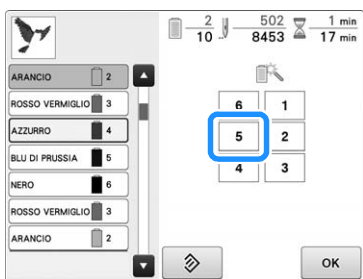 2 502 1 min
10 8453 17 min
ARANCIO 2
ROSSO VERMIGLIO 3
AZZURRO 4
BLU DI PRUSSIA 5
NERO 6
ROSSO VERMIGLIO 3
ARANCIO 2
6 1
5 2
4 3
OK